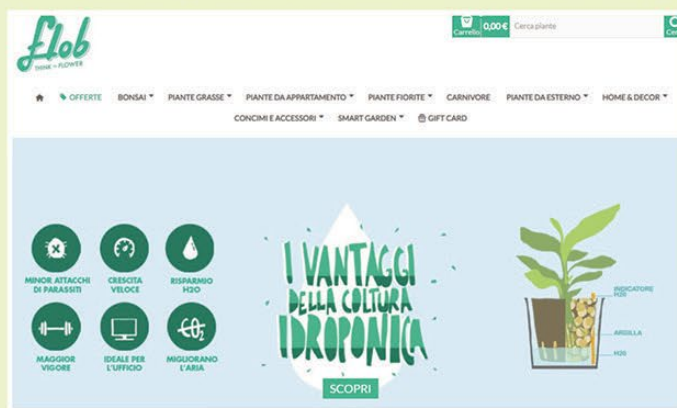 flob
THINK - FLOWER
Carrello 0,00 € Cerca piante
OFFERTE BONSAI PIANTE GRASSE PIANTE DA APPARTAMENTO PIANTE FIORITE CARNIVORE PIANTE DA ESTERNO HOME & DECOR
CONCIMI E ACCESSORI SMART GARDEN GIFT CARD
MINOR ATTACCHI
DI PARASSITI
CRESCITA
VELOCE
RISPARMIO
H2O
MAGGIOR
VIGORE
IDEALE PER
L'UFFICIO
CO2
MIGLIORANO
L'ARIA
I VANTAGGI
DELLA COLTURA
IDROPONICA
SCOPRI
INDICATORE
H2O
ARGILLA
H2O